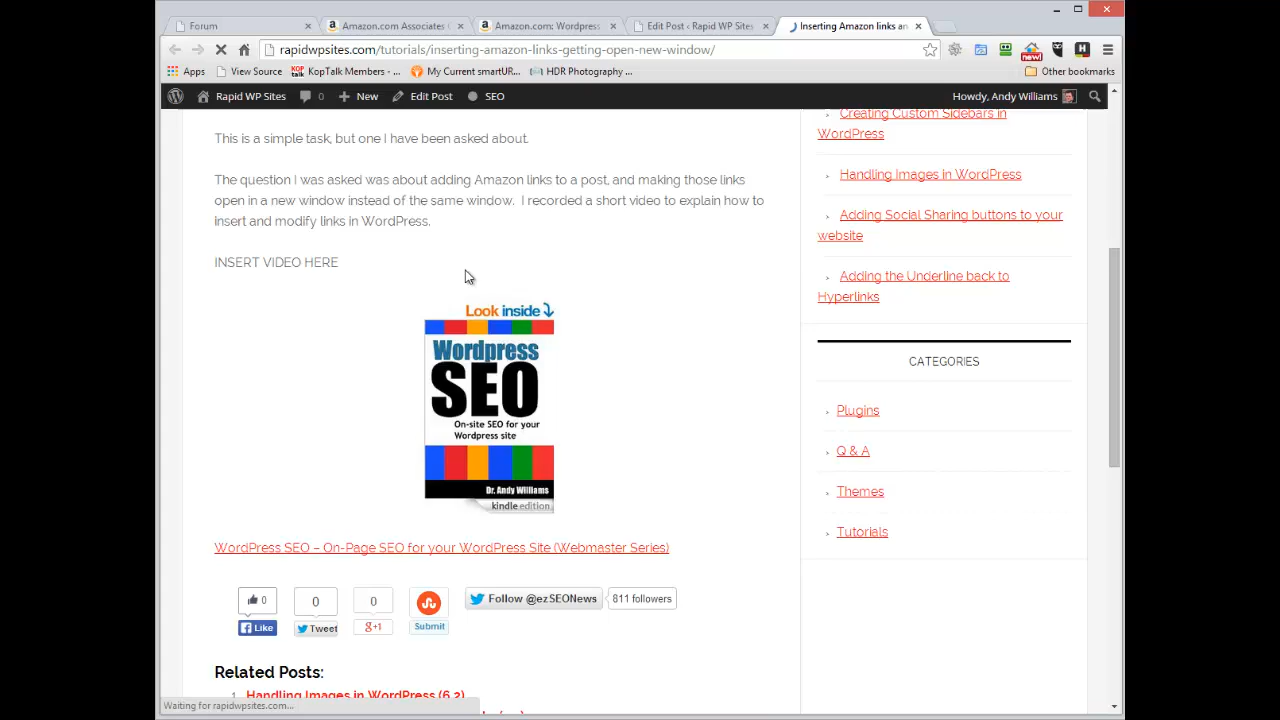 Forum
Amazon.com Associates C
Amazon.com: Wordpress
Edit Post ‹ Rapid WP Sites
Inserting Amazon links an
rapidwpsites.com/tutorials/inserting-amazon-links-getting-open-new-window/
new!
H
Apps
View Source
KOP talk
KopTalk Members - ...
My Current smartUR...
HDR Photography ...
Other bookmarks
Rapid WP Sites
0
New
Edit Post
SEO
Howdy, Andy Williams
This is a simple task, but one I have been asked about.
The question I was asked was about adding Amazon links to a post, and making those links
open in a new window instead of the same window. I recorded a short video to explain how to
insert and modify links in WordPress.
INSERT VIDEO HERE
Look inside
Wordpress
SEO
On-site SEO for your
Wordpress site
Dr. Andy Williams
kindle edition
WordPress SEO – On-Page SEO for your WordPress Site (Webmaster Series)
0
Like
0
Tweet
0
g+1
Submit
Follow @ezSEONews
811 followers
Related Posts:
1. Handling Images in WordPress (6.2)
Waiting for rapidwpsites.com...
Creating Custom Sidebars in
WordPress
Handling Images in WordPress
Adding Social Sharing buttons to your
website
Adding the Underline back to
Hyperlinks
CATEGORIES
Plugins
Q & A
Themes
Tutorials